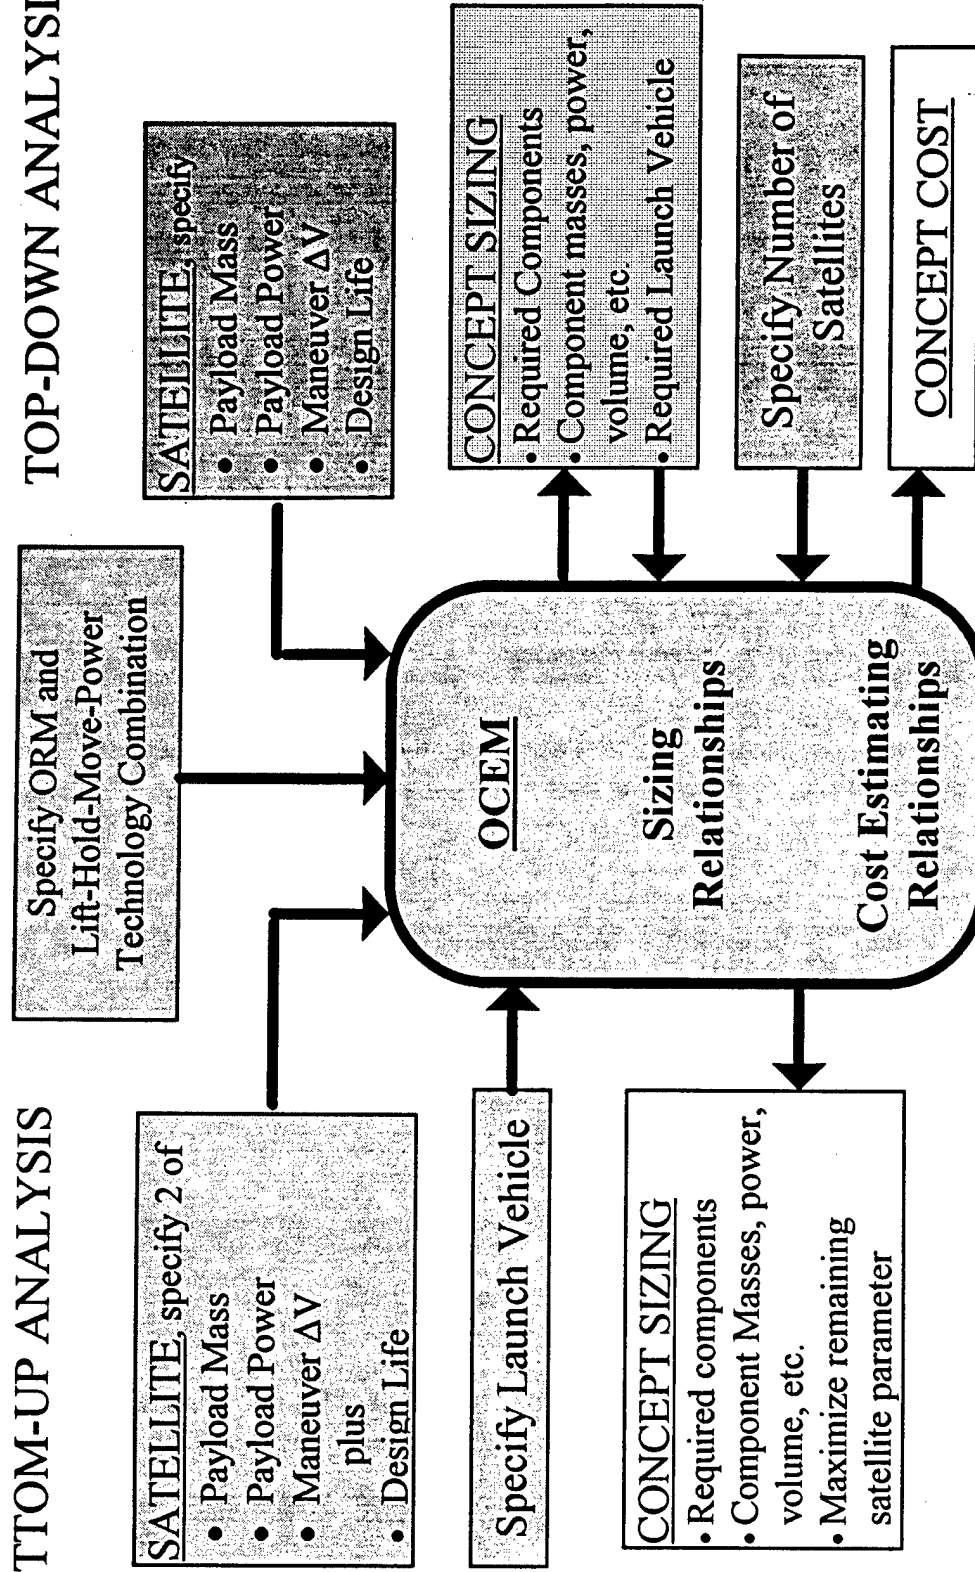 TTOM-UP ANALYSIS
TOP-DOWN ANALYSI
Specify ORM and
Lift-Hold-Move-Power
Technology Combination
SATELLITE, specify 2 of
• Payload Mass
• Payload Power
• Maneuver ΔV
plus
• Design Life
SATELLITE, specify
• Payload Mass
• Payload Power
• Maneuver ΔV
• Design Life
Specify Launch Vehicle
CONCEPT SIZING
• Required components
• Component Masses, power,
volume, etc.
• Maximize remaining
satellite parameter
OCEM
Sizing
Relationships
Cost Estimating
Relationships
CONCEPT SIZING
• Required Components
• Component masses, power,
volume, etc.
• Required Launch Vehicle
Specify Number of
Satellites
CONCEPT COST